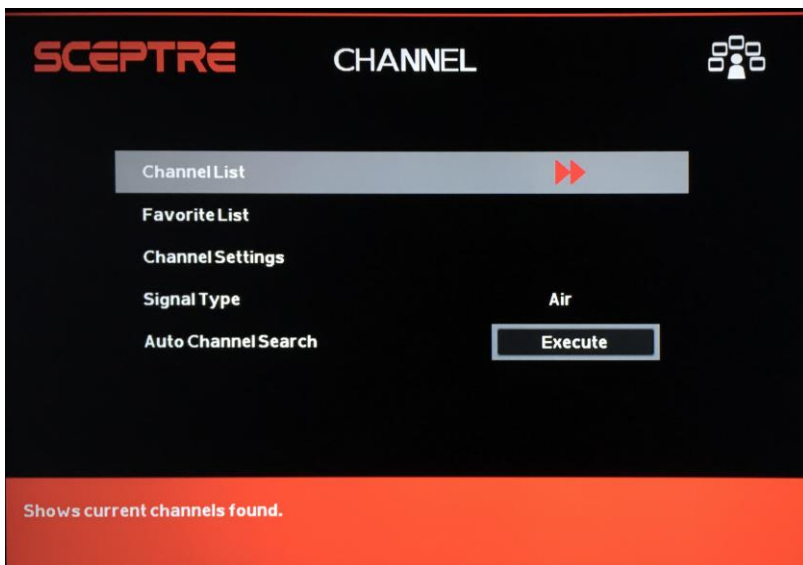 SCEPTRE
CHANNEL
Channel List
Favorite List
Channel Settings
Signal Type Air
Auto Channel Search Execute
Shows current channels found.